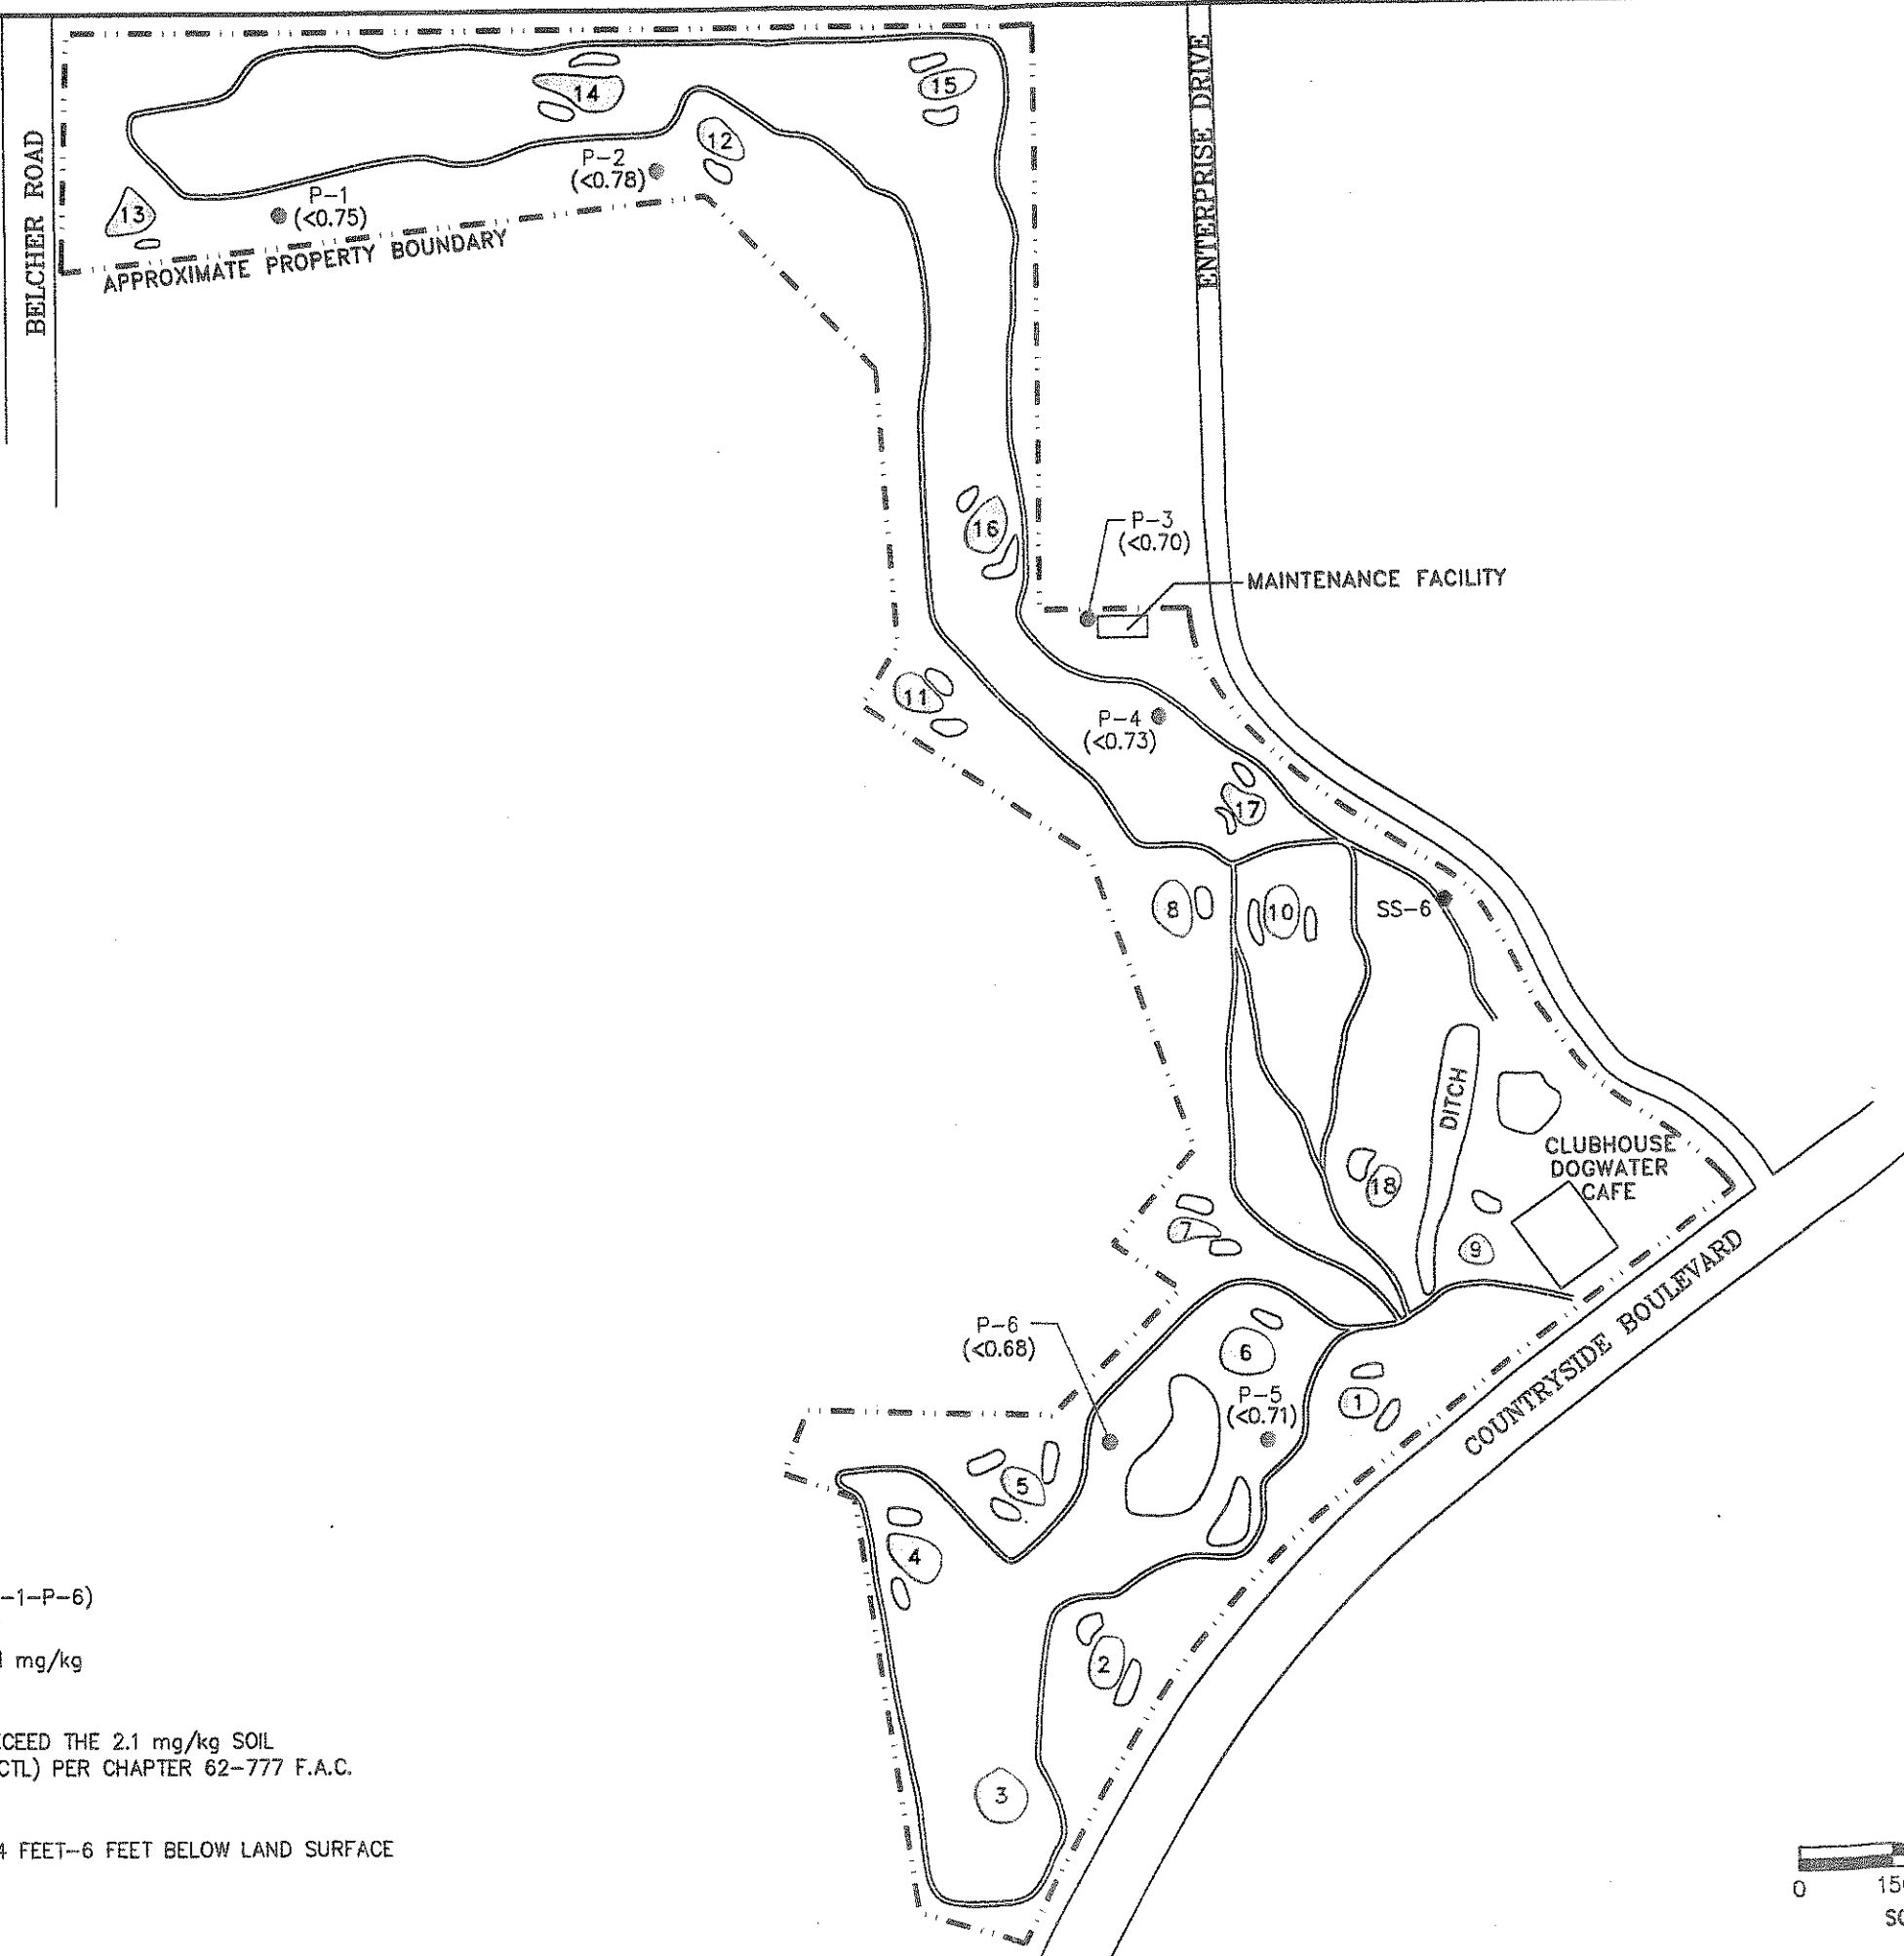 BELCHER ROAD
ENTERPRISE DRIVE
14
15
12
13
P-1
(<0.75)
P-2
(<0.78)
APPROXIMATE PROPERTY BOUNDARY
16
P-3
(<0.70)
MAINTENANCE FACILITY
11
P-4
(<0.73)
17
8
10
SS-6
DITCH
CLUBHOUSE
DOGWATER
CAFE
18
7
9
COUNTRYSIDE BOULEVARD
P-6
(<0.68)
6
P-5
(<0.71)
1
5
4
2
3
-1-P-6)
mg/kg
CEED THE 2.1 mg/kg SOIL
CTL) PER CHAPTER 62-777 F.A.C.
4 FEET-6 FEET BELOW LAND SURFACE
0